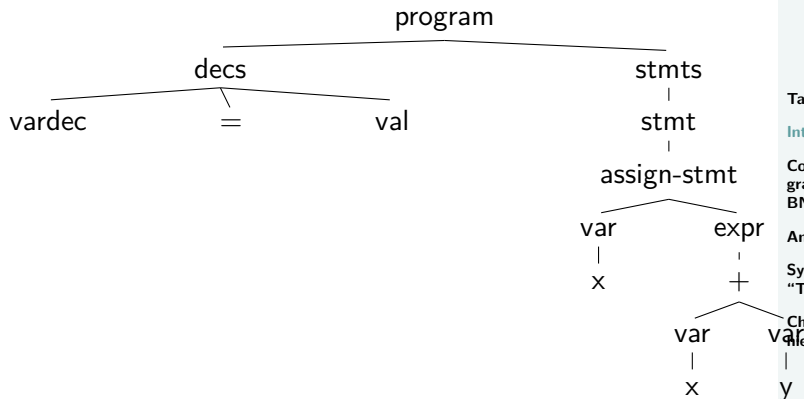 program
decs stmts
vardec = val stmt
assign-stmt
var expr
x +
var var
x y
Ta
Int
Co
gra
BN
An
Sy
“T
Ch
hie